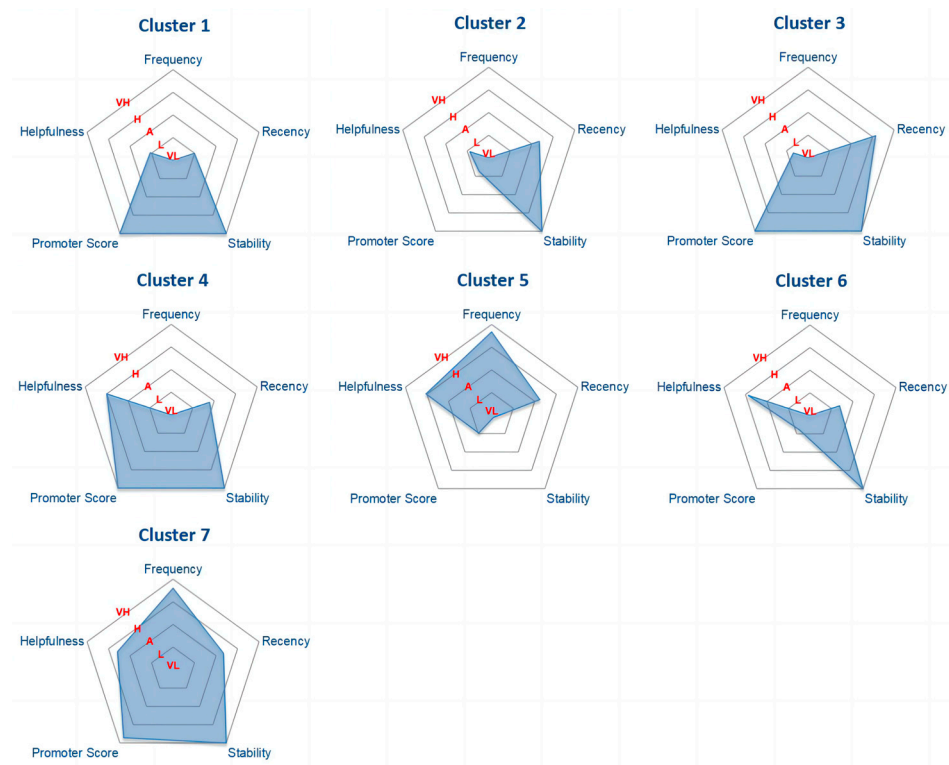 Cluster 1
Cluster 2
Cluster 3
Frequency
Frequency
Frequency
VH
H
A
L
VL
Helpfulness
Recency
Promoter Score
Stability
VH
H
A
L
VL
Helpfulness
Recency
Promoter Score
Stability
VH
H
A
L
VL
Helpfulness
Recency
Promoter Score
Stability
Cluster 4
Cluster 5
Cluster 6
Frequency
Frequency
Frequency
VH
H
A
L
VL
Helpfulness
Recency
Promoter Score
Stability
VH
H
A
L
VL
Helpfulness
Recency
Promoter Score
Stability
VH
H
A
L
VL
Helpfulness
Recency
Promoter Score
Stability
Cluster 7
Frequency
VH
H
A
L
VL
Helpfulness
Recency
Promoter Score
Stability